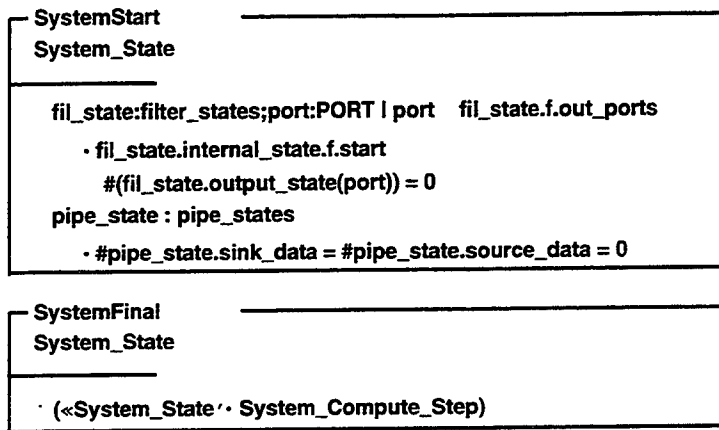 SystemStart
System_State
fil_state:filter_states;port:PORT | port fil_state.f.out_ports
· fil_state.internal_state.f.start
#(fil_state.output_state(port)) = 0
pipe_state : pipe_states
· #pipe_state.sink_data = #pipe_state.source_data = 0
SystemFinal
System_State
(«System_State′· System_Compute_Step)